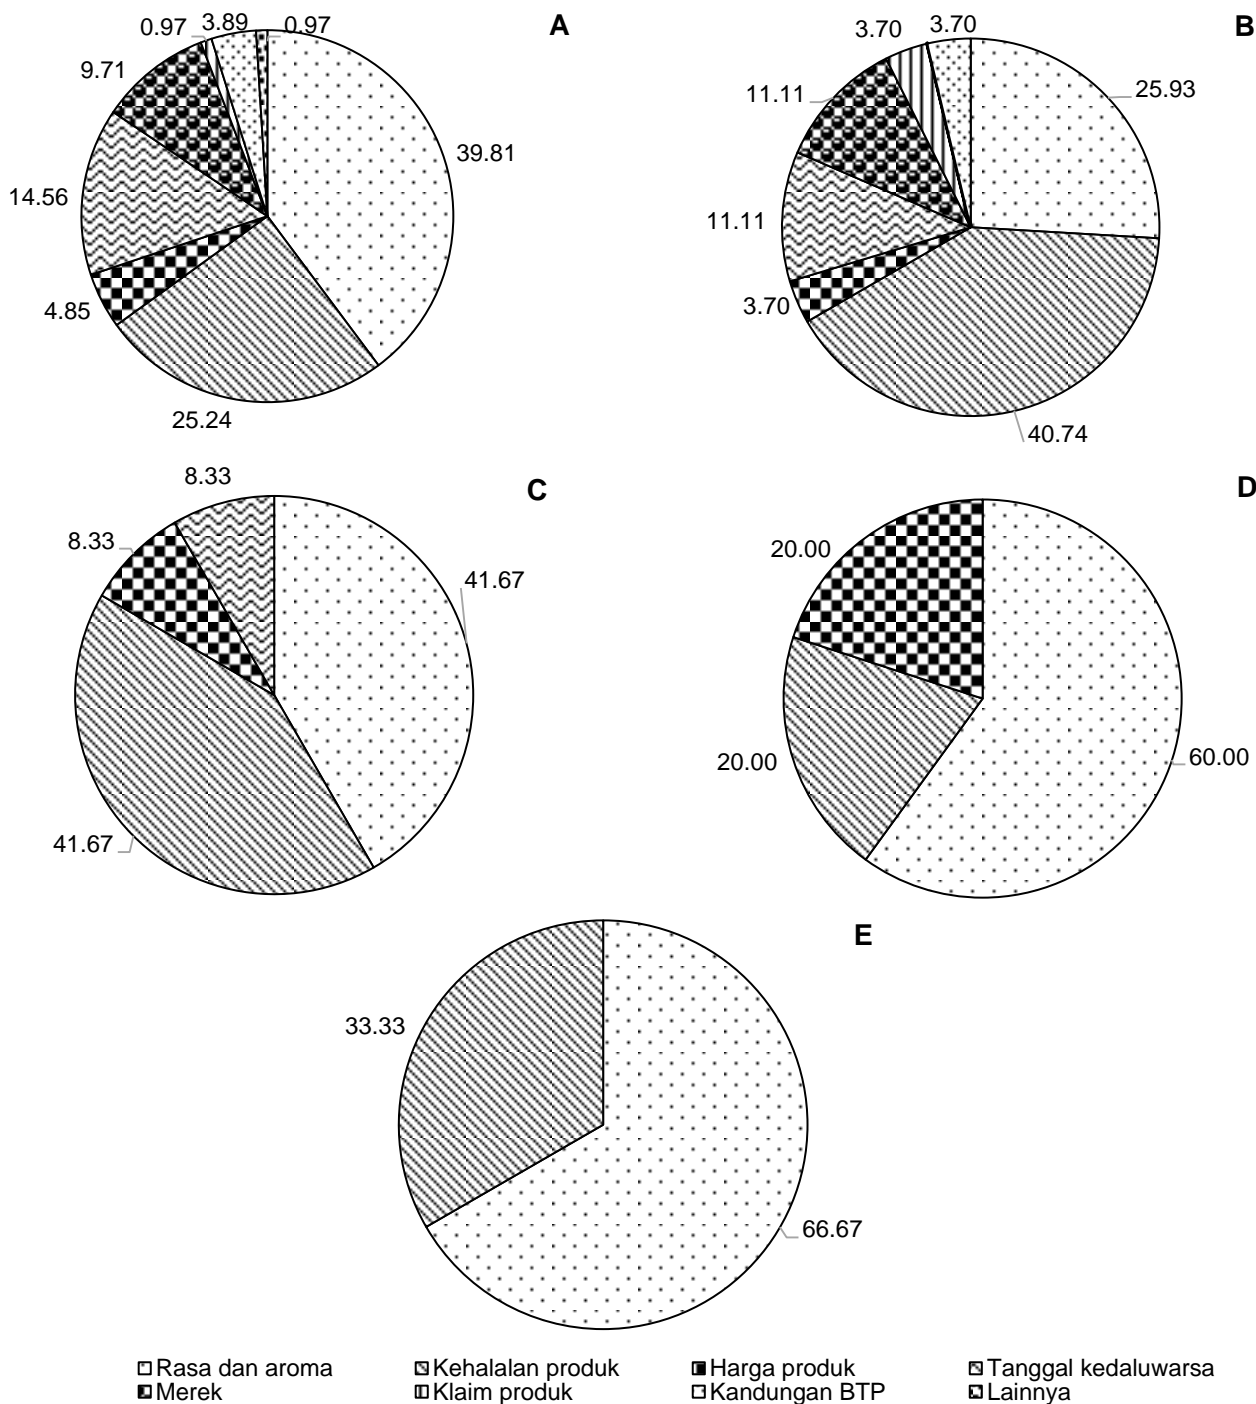 0.97 3.89 0.97 A
9.71
39.81
14.56
4.85
25.24
3.70 3.70 B
11.11 25.93
11.11
3.70
40.74
8.33 C
8.33
41.67
41.67
D
20.00
20.00
60.00
E
33.33
66.67
Rasa dan aroma Kehalalan produk Harga produk Tanggal kedaluwarsa
Merek Klaim produk Kandungan BTP Lainnya